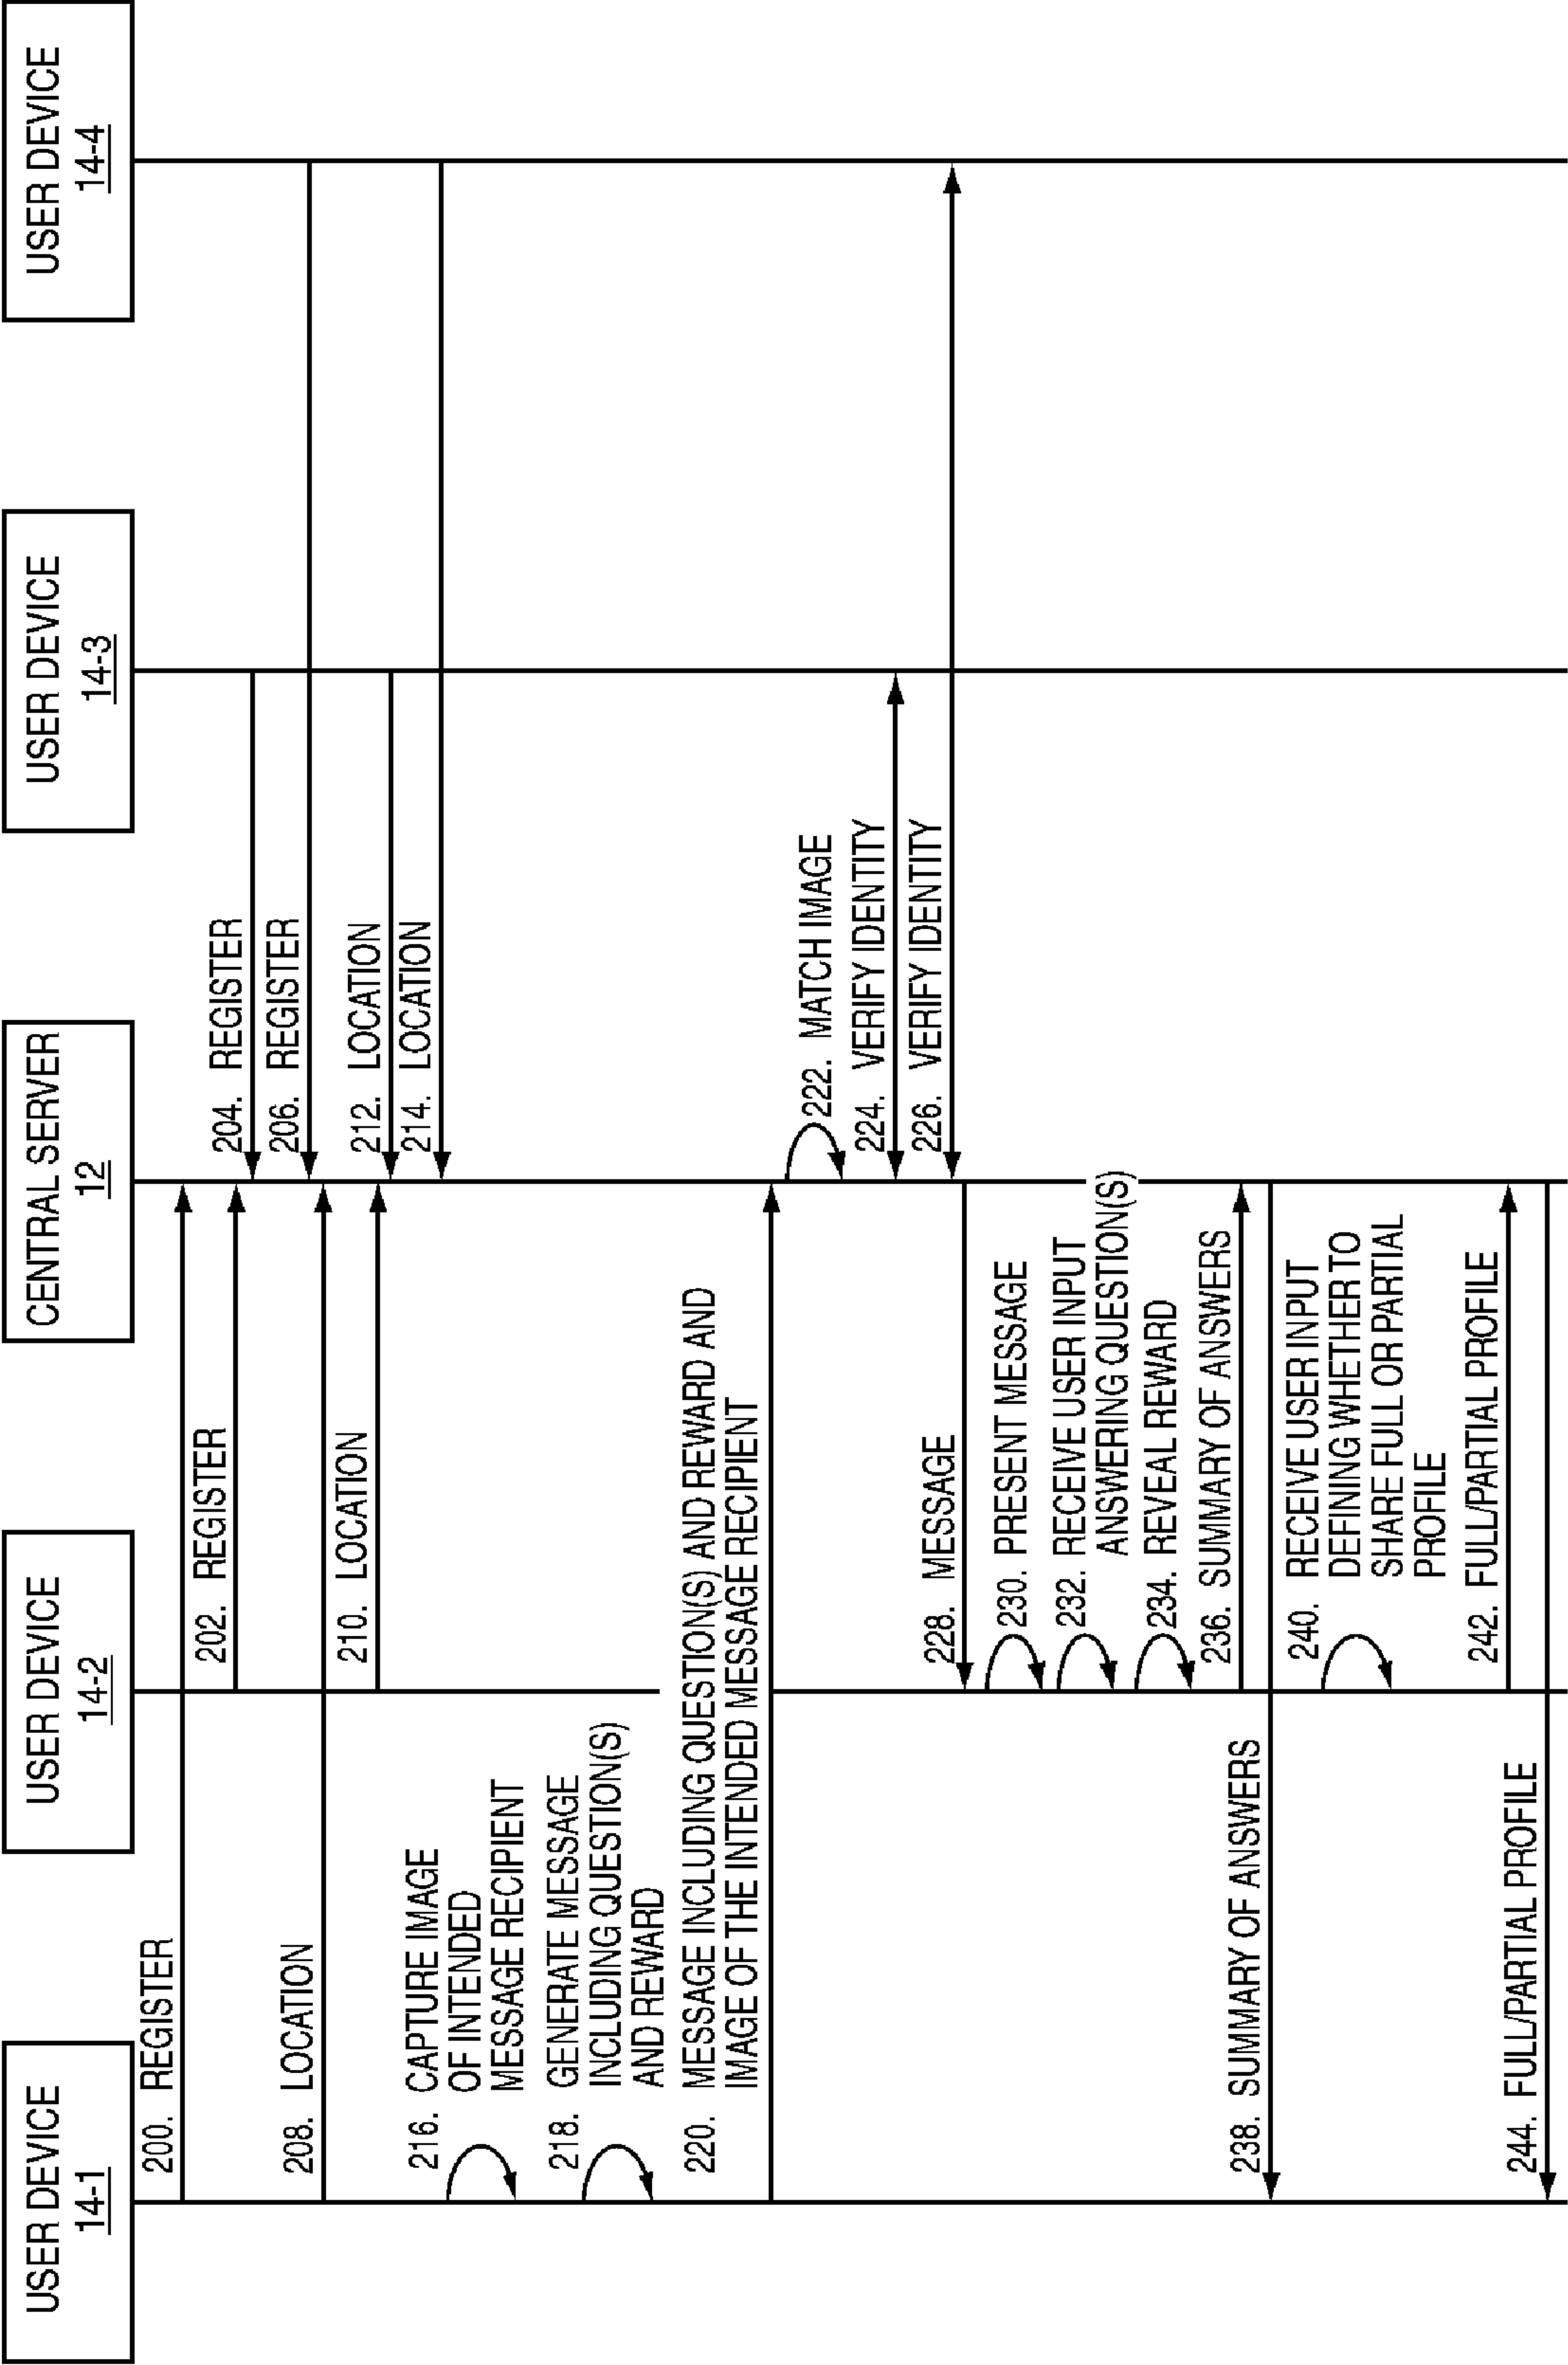 USER DEVICE
14-1
USER DEVICE
14-2
CENTRAL SERVER
12
USER DEVICE
14-3
USER DEVICE
14-4
200. REGISTER
202. REGISTER
204. REGISTER
206. REGISTER
208. LOCATION
210. LOCATION
212. LOCATION
214. LOCATION
216. CAPTURE IMAGE
OF INTENDED
MESSAGE RECIPIENT
218. GENERATE MESSAGE
INCLUDING QUESTION(S)
AND REWARD
220. MESSAGE INCLUDING QUESTION(S) AND REWARD AND
IMAGE OF THE INTENDED MESSAGE RECIPIENT
222. MATCH IMAGE
224. VERIFY IDENTITY
226. VERIFY IDENTITY
228. MESSAGE
230. PRESENT MESSAGE
232. RECEIVE USER INPUT
ANSWERING QUESTION(S)
234. REVEAL REWARD
236. SUMMARY OF ANSWERS
238. SUMMARY OF ANSWERS
240. RECEIVE USER INPUT
DEFINING WHETHER TO
SHARE FULL OR PARTIAL
PROFILE
242. FULL/PARTIAL PROFILE
244. FULL/PARTIAL PROFILE